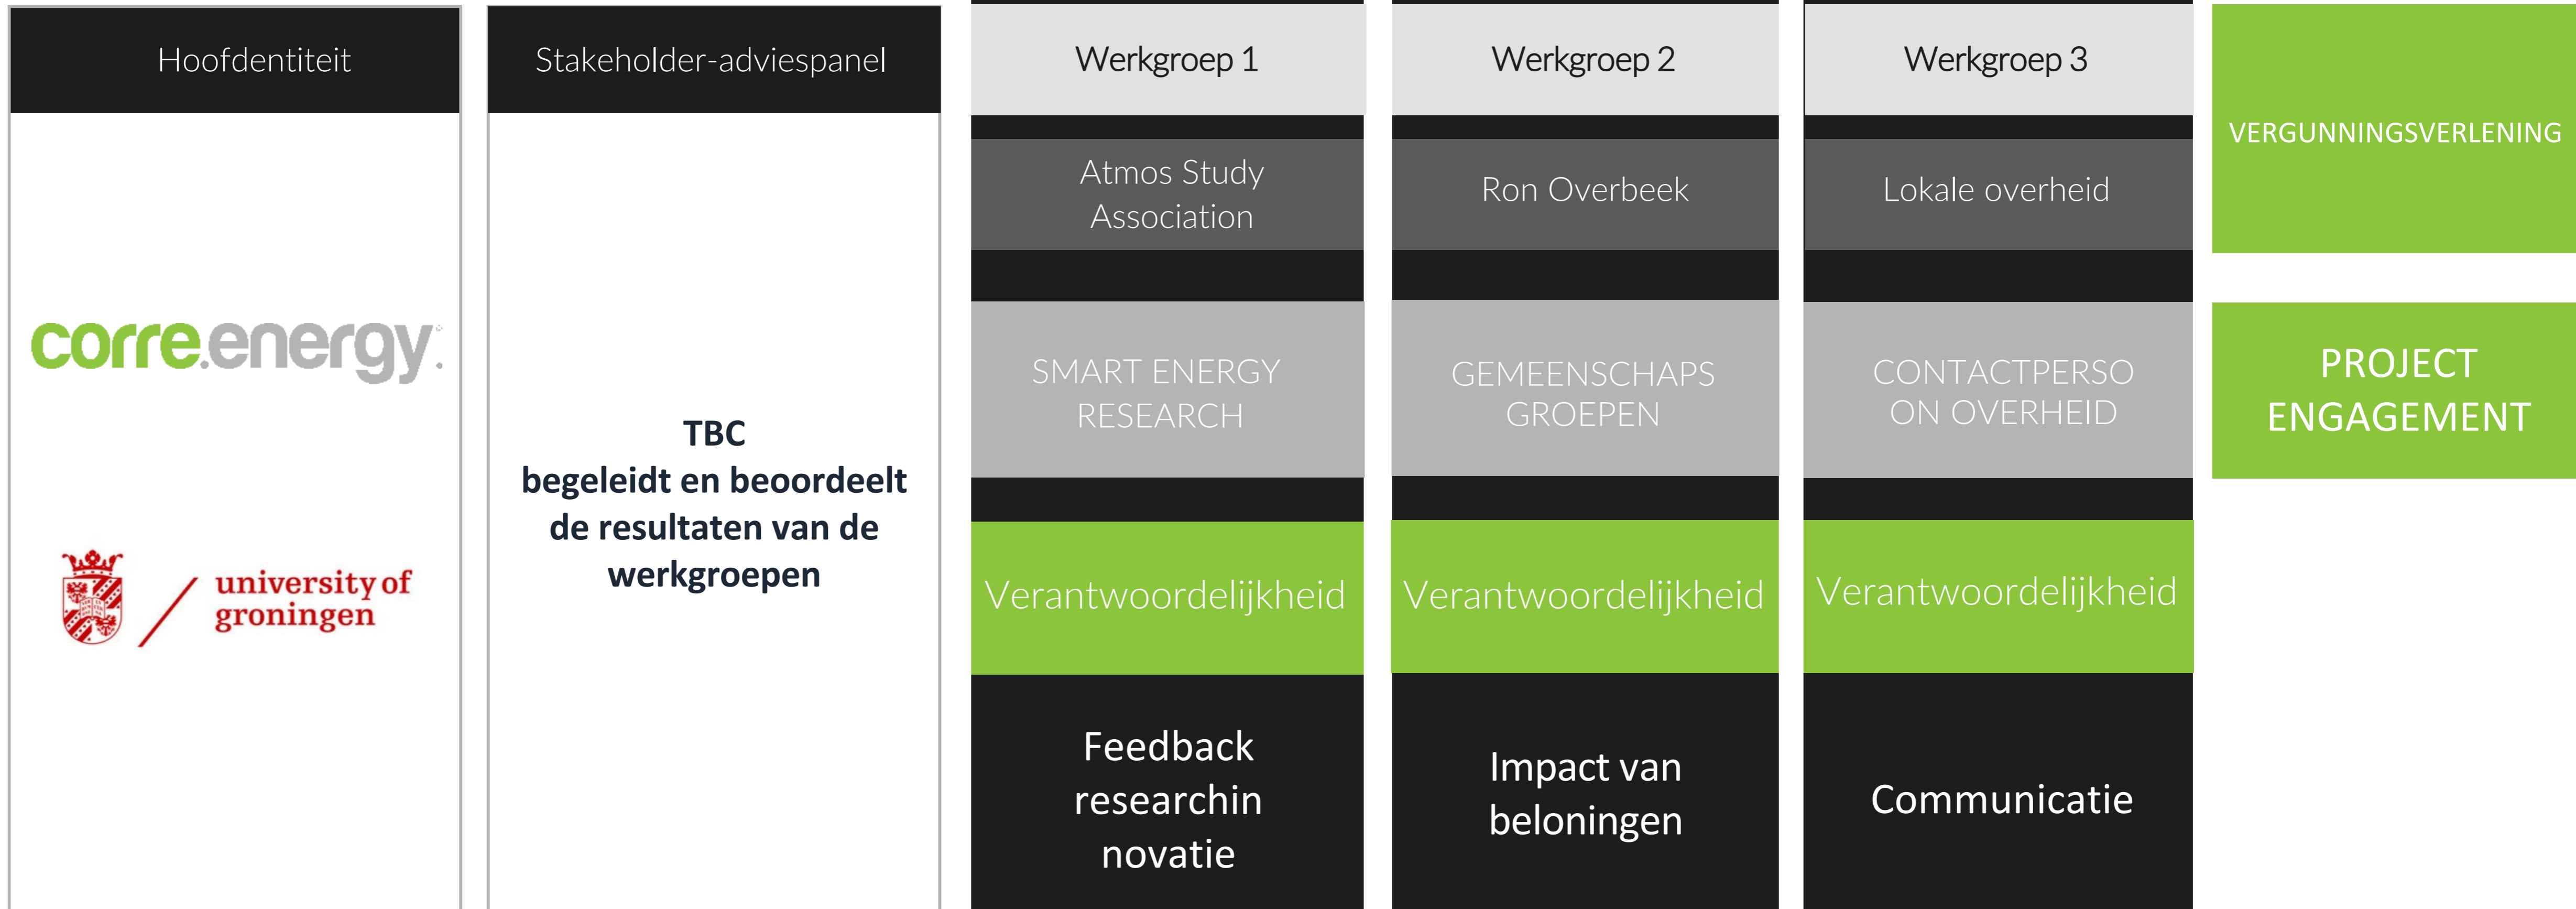 Hoofdentiteit
corre.energy.
university of
groningen
Stakeholder-adviespanel
TBC
begeleidt en beoordeelt
de resultaten van de
werkgroepen
Werkgroep 1
Atmos Study
Association
SMART ENERGY
RESEARCH
Verantwoordelijkheid
Feedback
researchin
novatie
Werkgroep 2
Ron Overbeek
GEMEENSCHAPS
GROEPEN
Verantwoordelijkheid
Impact van
beloningen
Werkgroep 3
Lokale overheid
CONTACTPERSO
ON OVERHEID
Verantwoordelijkheid
Communicatie
VERGUNNINGSVERLENING
PROJECT
ENGAGEMENT